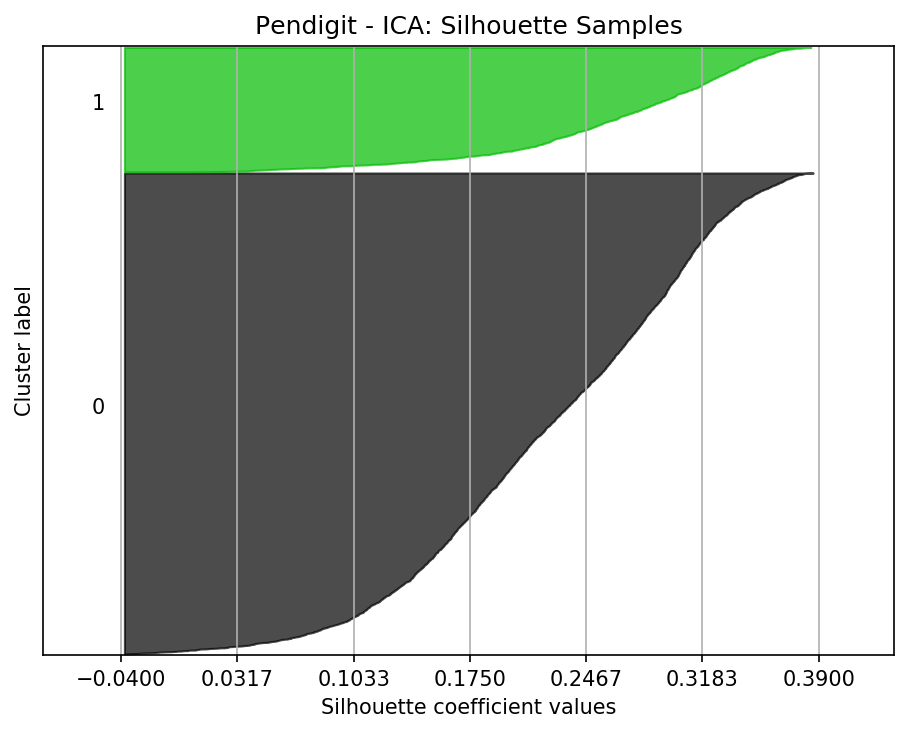 Pendigit - ICA: Silhouette Samples
1
0
Cluster label
−0.0400 0.0317 0.1033 0.1750 0.2467 0.3183 0.3900
Silhouette coefficient values